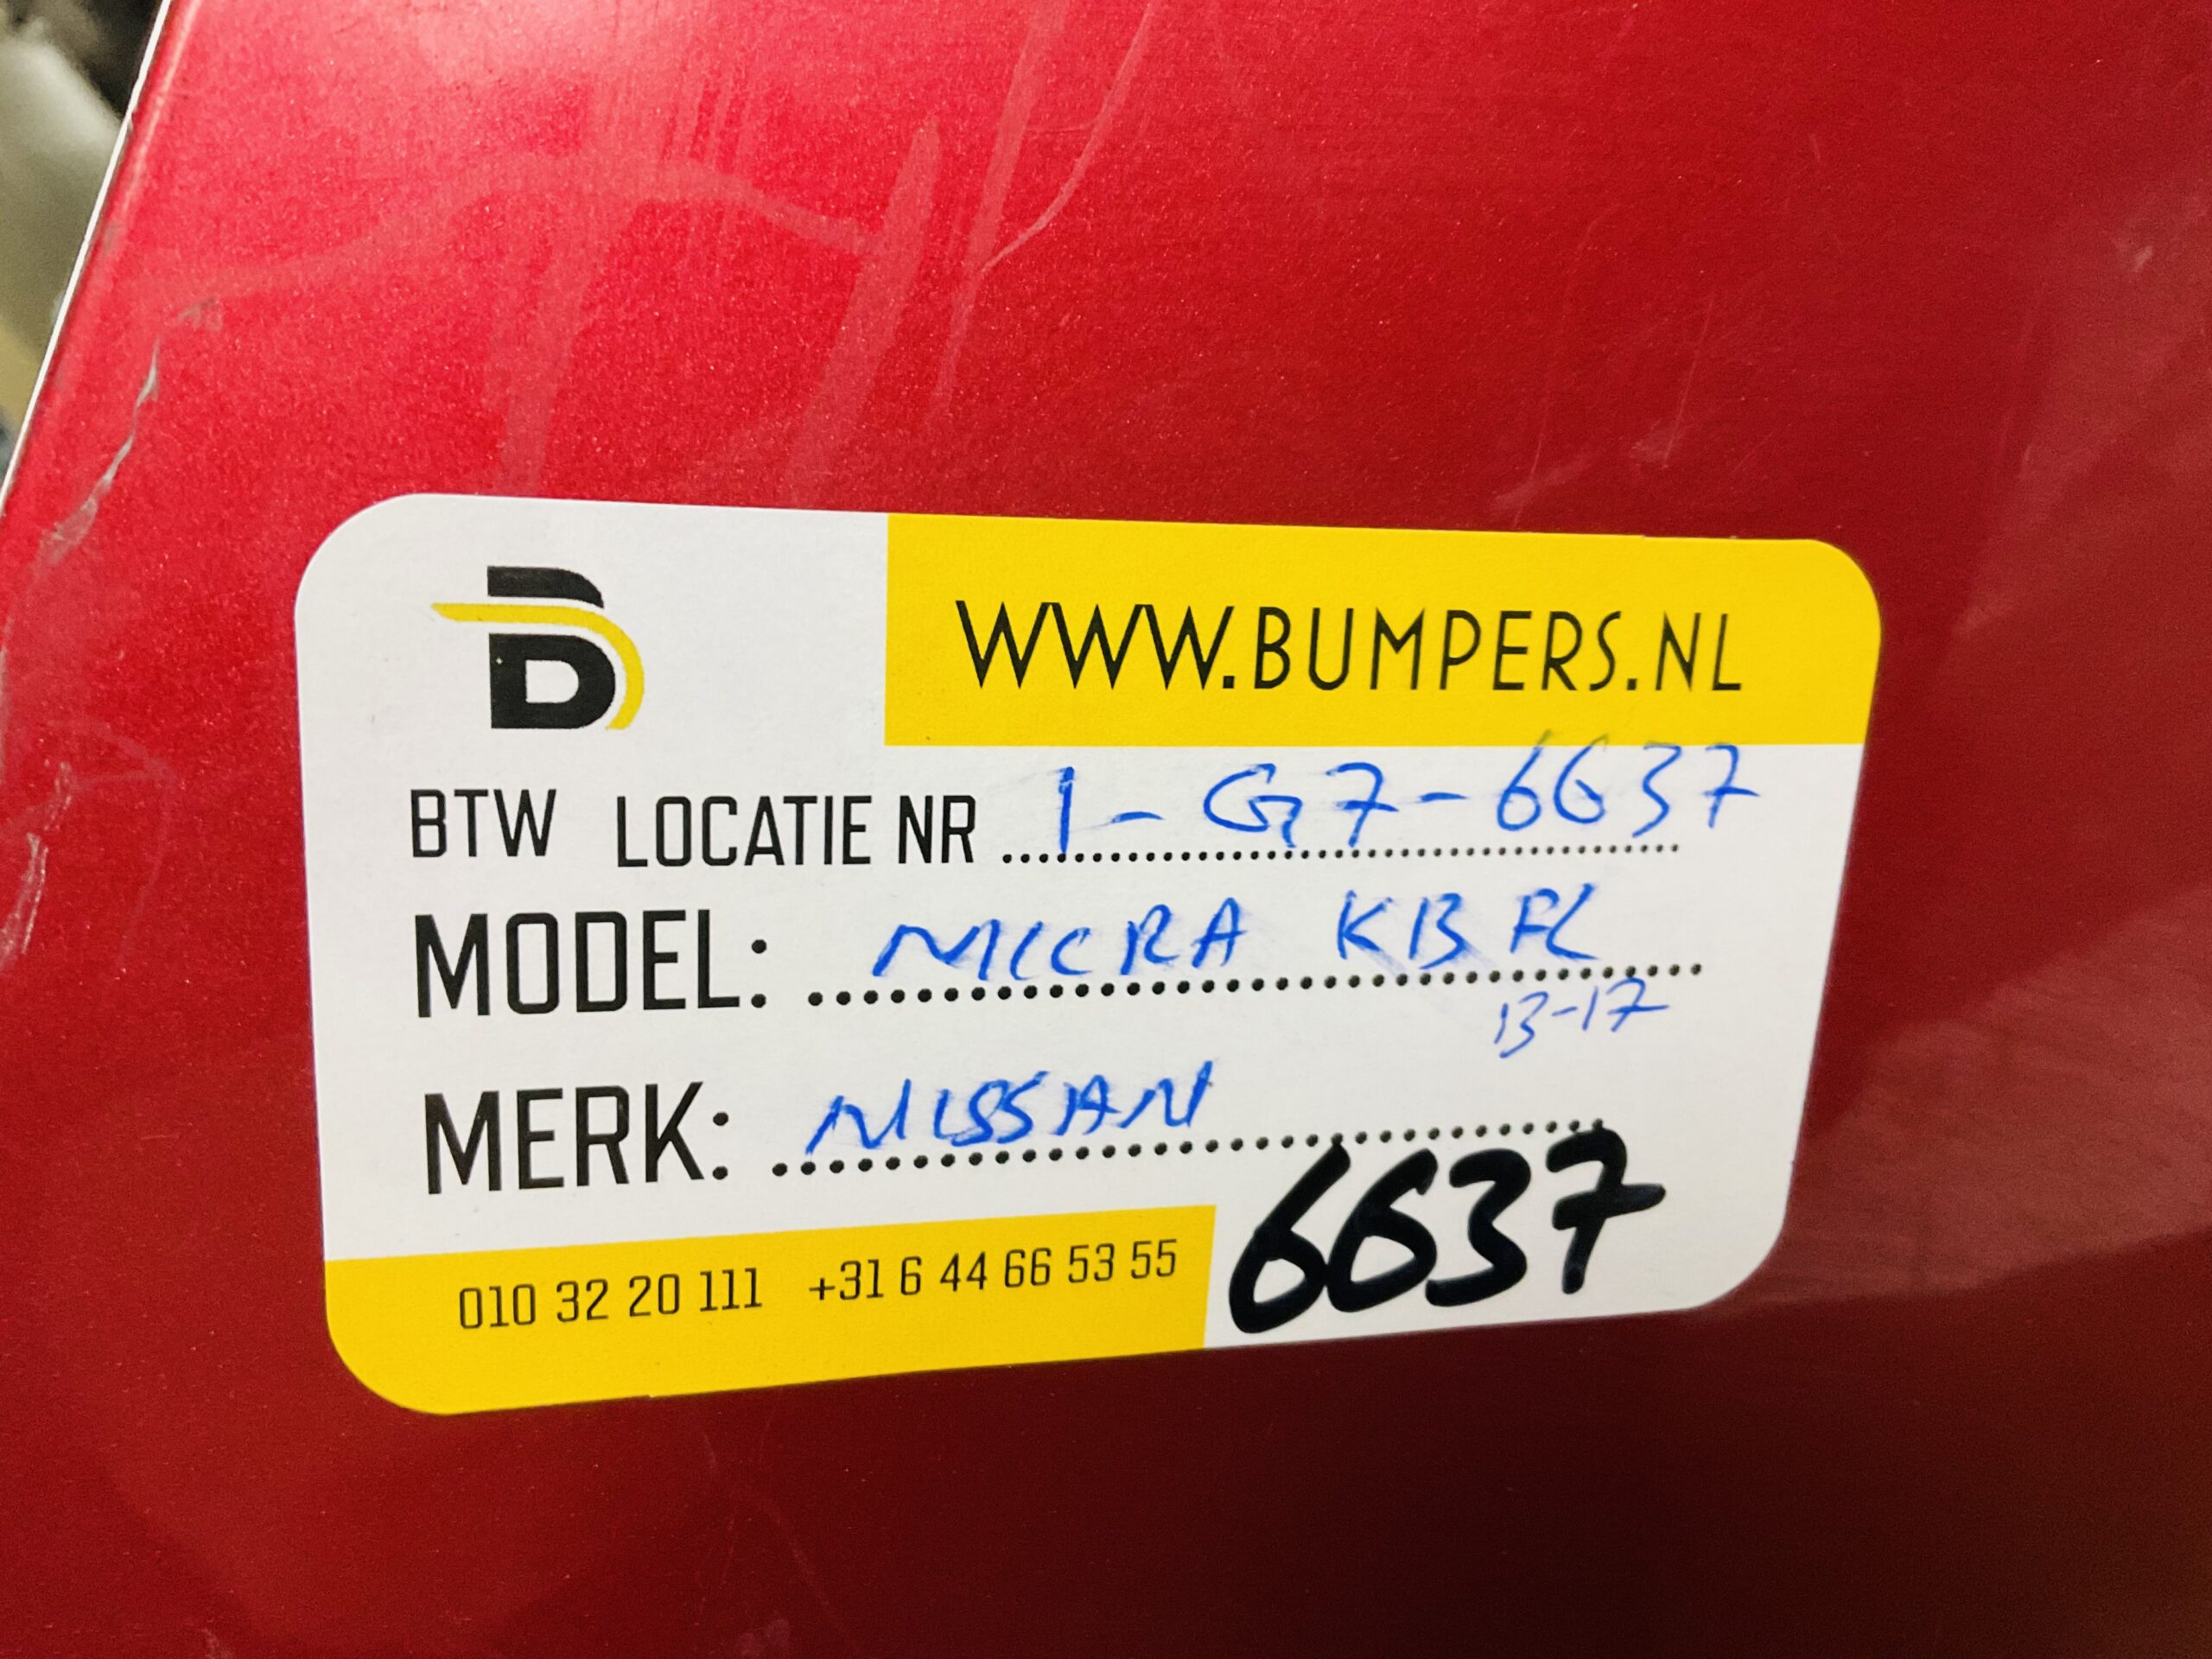 B
WWW.BUMPERS.NL
BTW LOCATIE NR 1-G7-6637
MODEL: MICRA K13 FL
13-17
MERK: NISSAN
6637
010 32 20 111 +31 6 44 66 53 55